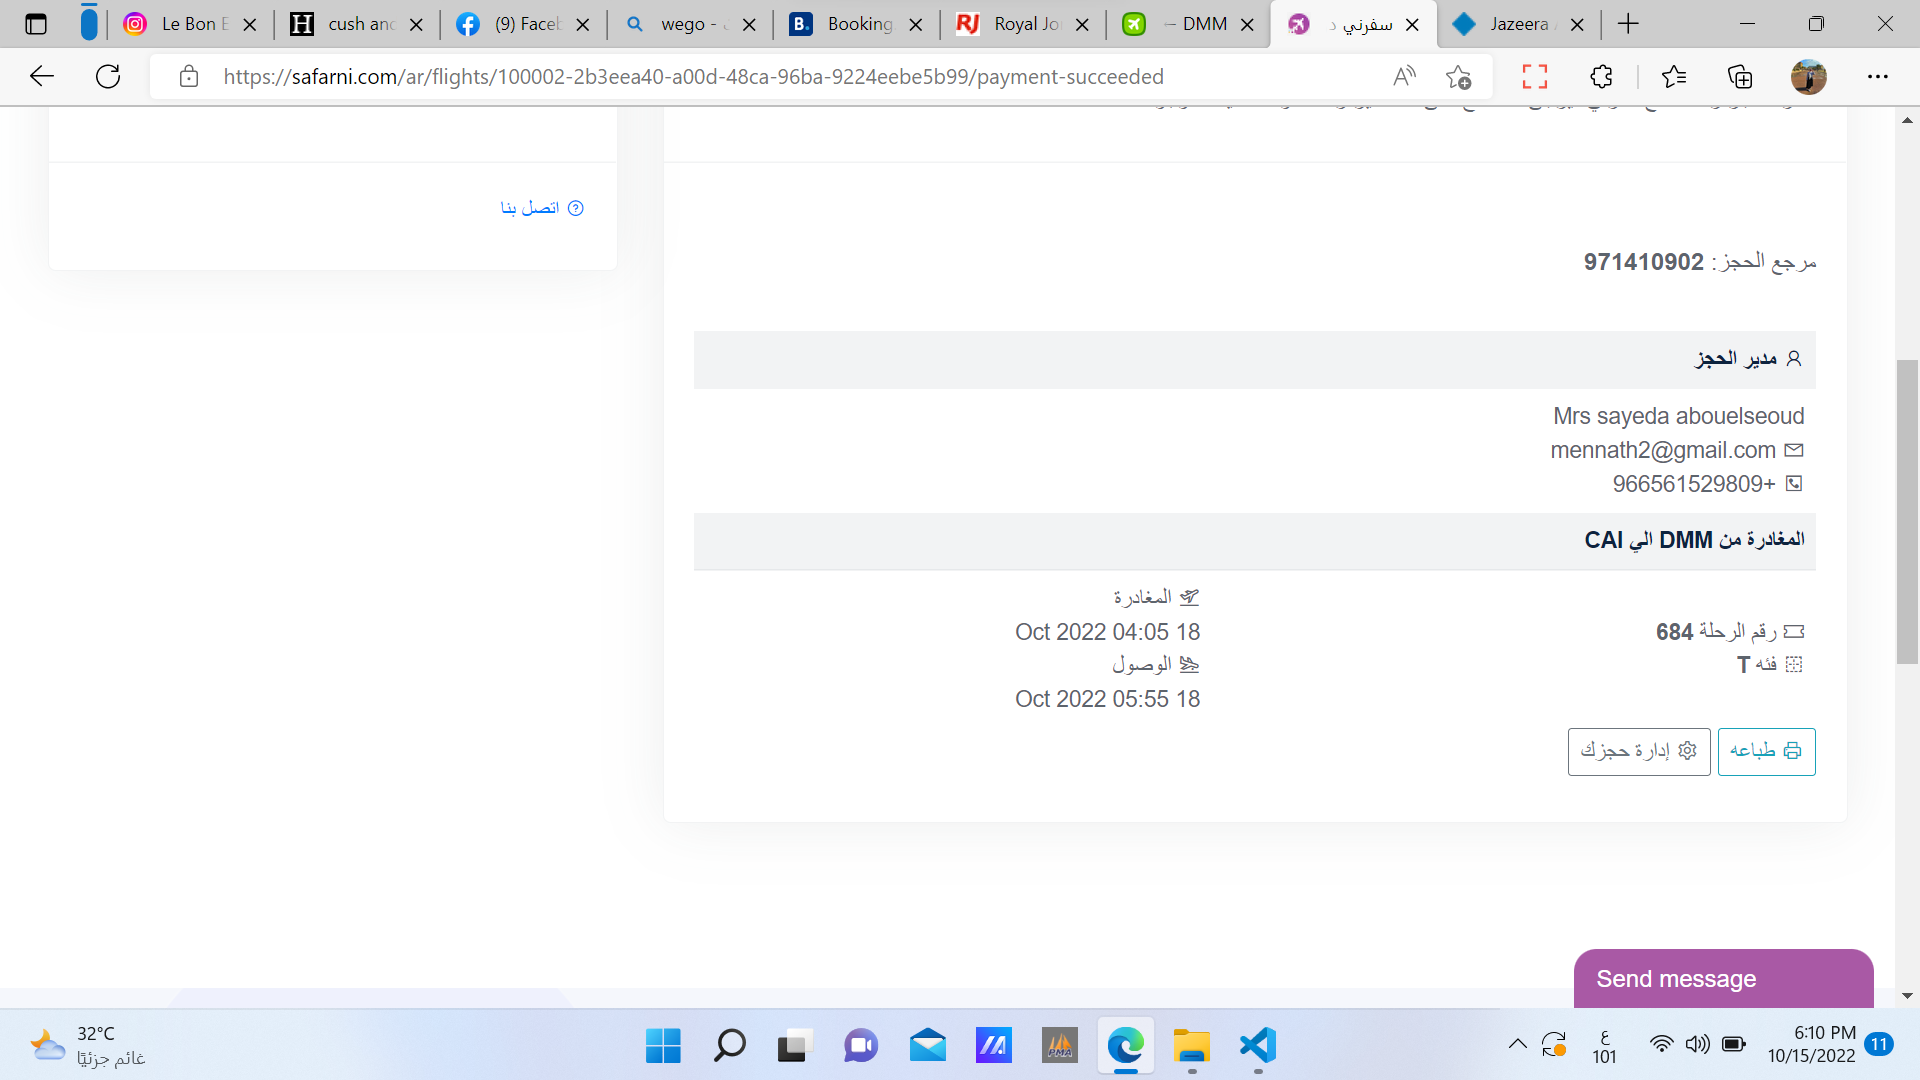 Le Bon
cush and
(9) Faceb
wego -
Booking
Royal Jo
DMM –
سفرني د
Jazeera
https://safarni.com/ar/flights/100002-2b3eea40-a00d-48ca-96ba-9224eebe5b99/payment-succeeded
اتصل بنا
مرجع الحجز: 971410902
مدير الحجز
Mrs sayeda abouelseoud
mennath2@gmail.com
966561529809+
المغادرة من DMM الي CAI
رقم الرحلة 684
فئه T
المغادرة
18 Oct 2022 04:05
الوصول
18 Oct 2022 05:55
طباعه
إدارة حجزك
Send message
32°C
غائم جزئيًا
ع
101
6:10 PM
10/15/2022
11